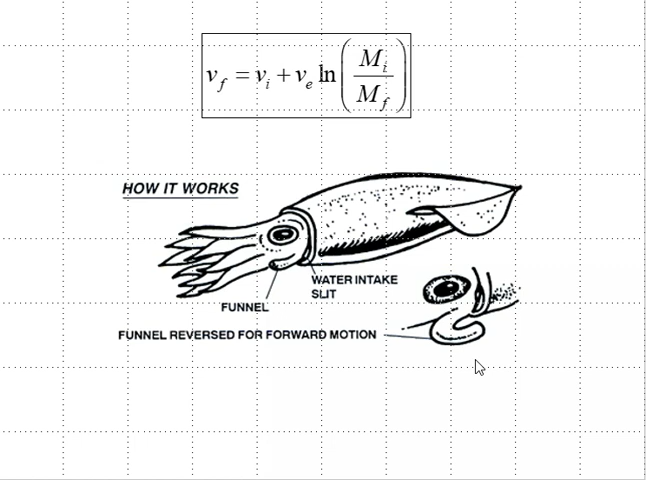 v_f = v_i + v_e ln(M_i / M_f)
HOW IT WORKS
WATER INTAKE
SLIT
FUNNEL
FUNNEL REVERSED FOR FORWARD MOTION